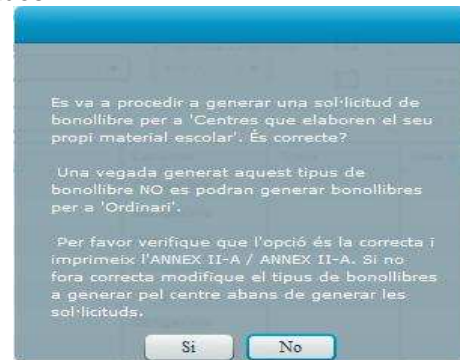 Es va a procedir a generar una sol·licitud de
bonollibre per a 'Centres que elaboren el seu
propi material escolar'. És correcte?
Una vegada generat aquest tipus de
bonollibre NO es podran generar bonollibres
per a 'Ordinari'.
Per favor verifique que l'opció és la correcta i
imprimeix l'ANNEX II-A / ANNEX II-A. Si no
fora correcta modifique el tipus de bonollibres
a generar pel centre abans de generar les
sol·licituds.
Si No